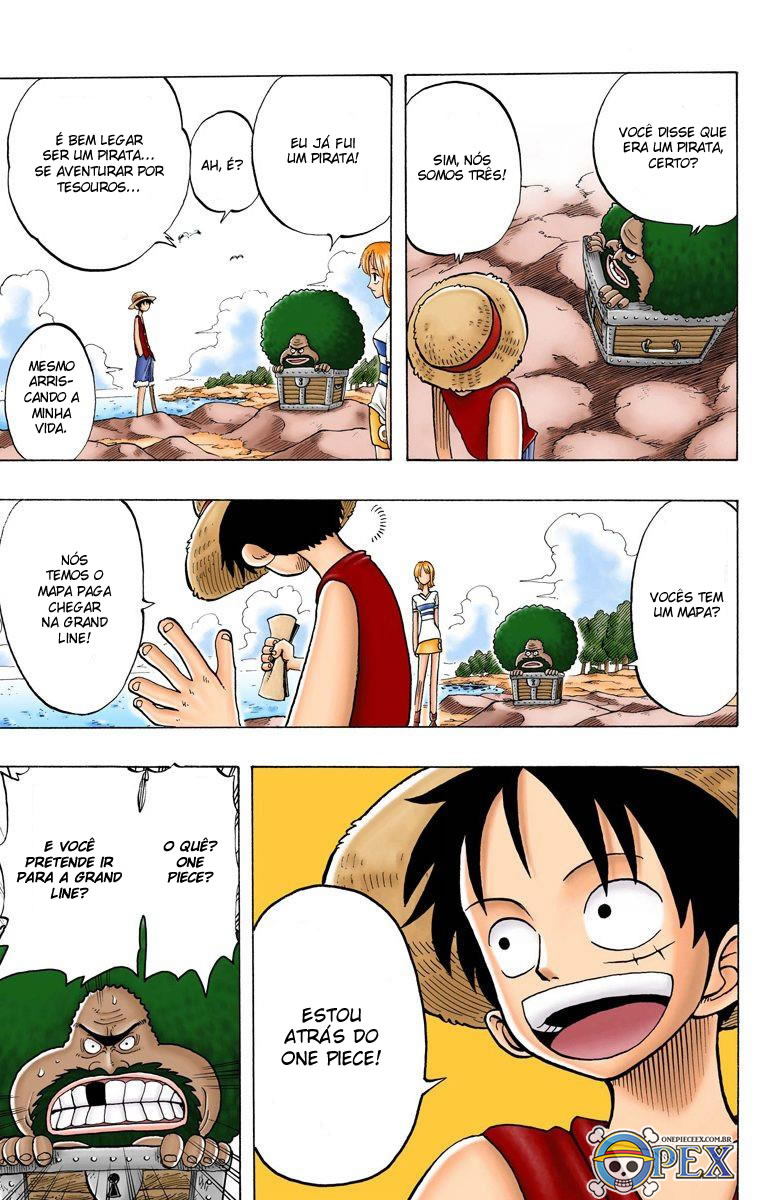 VOCÊ DISSE QUE
ERA UM PIRATA,
CERTO?
SIM, NÓS
SOMOS TRÊS!
EU JÁ FUI
UM PIRATA!
AH, É?
É BEM LEGAR
SER UM PIRATA...
SE AVENTURAR POR
TESOUROS...
MESMO
ARRIS-
CANDO A
MINHA
VIDA.
VOCÊS TEM
UM MAPA?
NÓS
TEMOS O
MAPA PAGA
CHEGAR
NA GRAND
LINE!
ESTOU
ATRÁS DO
ONE PIECE!
O QUÊ?
ONE
PIECE?
E VOCÊ
PRETENDE IR
PARA A GRAND
LINE?
ONEPIECEEX.COM.BR
OPEX